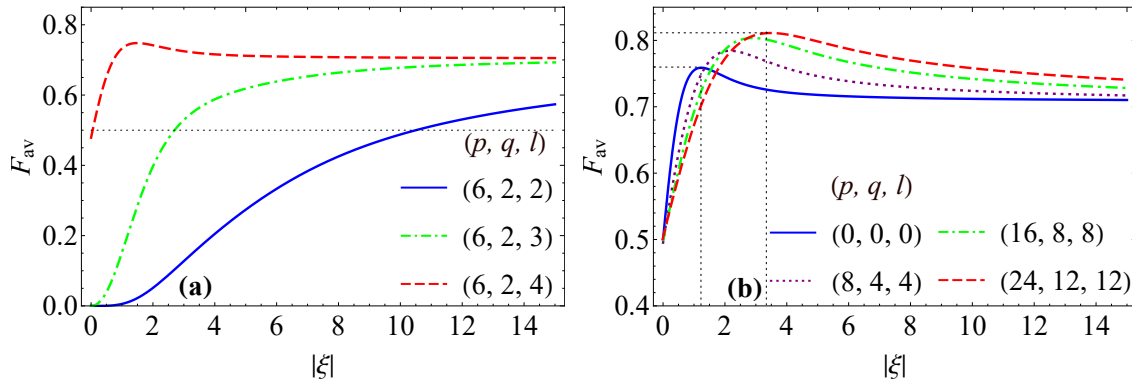 0.8
0.6
0.4
0.2
0.0
F_av
(p, q, l)
(6, 2, 2)
(6, 2, 3)
(6, 2, 4)
(a)
0 2 4 6 8 10 12 14
|ξ|
0.8
0.7
0.6
0.5
0.4
F_av
(p, q, l)
(0, 0, 0) (16, 8, 8)
(8, 4, 4) (24, 12, 12)
(b)
0 2 4 6 8 10 12 14
|ξ|